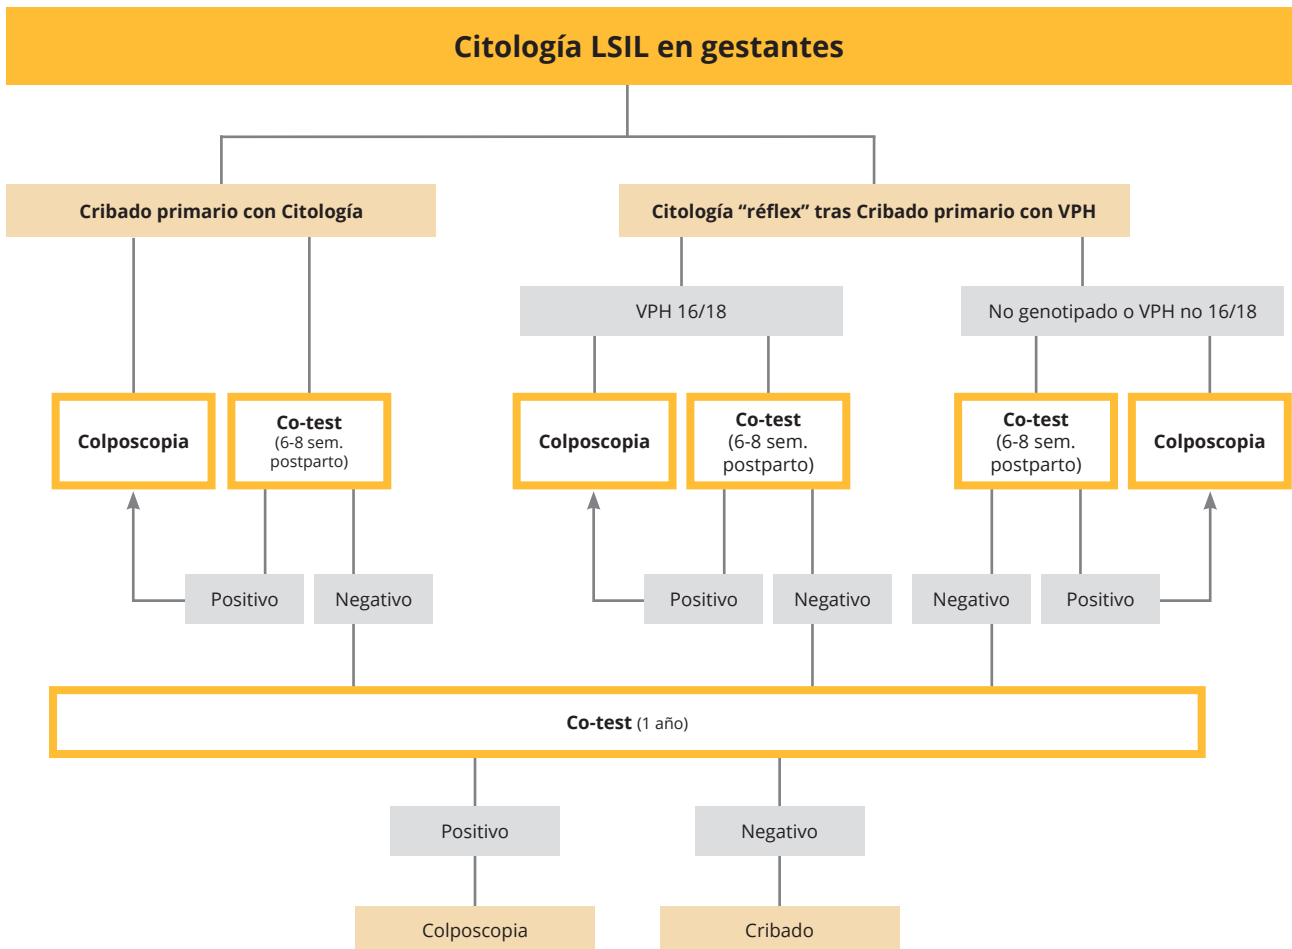 Citología LSIL en gestantes
Cribado primario con Citología
Citología “réflex” tras Cribado primario con VPH
VPH 16/18
No genotipado o VPH no 16/18
Colposcopia
Co-test
(6-8 sem.
postparto)
Colposcopia
Co-test
(6-8 sem.
postparto)
Co-test
(6-8 sem.
postparto)
Colposcopia
Positivo
Negativo
Positivo
Negativo
Negativo
Positivo
Co-test (1 año)
Positivo
Negativo
Colposcopia
Cribado